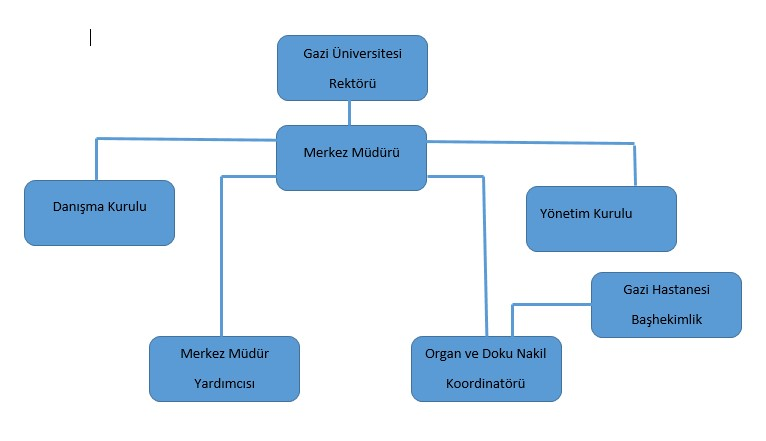 Gazi Üniversitesi
Rektörü
Merkez Müdürü
Danışma Kurulu
Yönetim Kurulu
Gazi Hastanesi
Başhekimlik
Merkez Müdür
Yardımcısı
Organ ve Doku Nakil
Koordinatörü